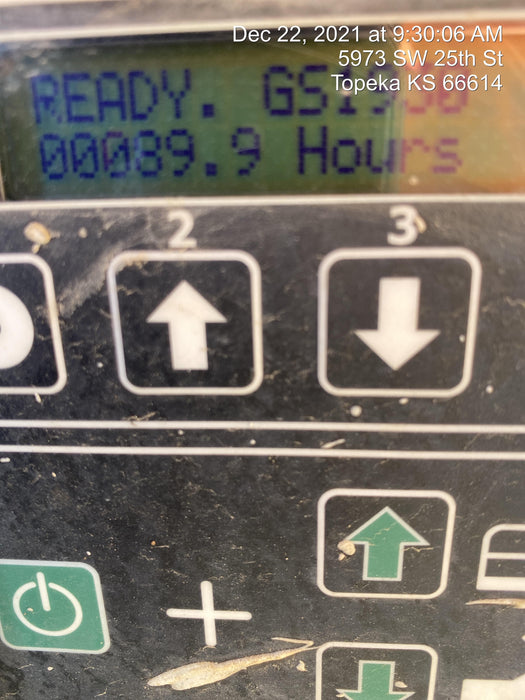 Dec 22, 2021 at 9:30:06 AM
5973 SW 25th St
Topeka KS 66614
READY. GS1930
00089.9 Hours
2 3